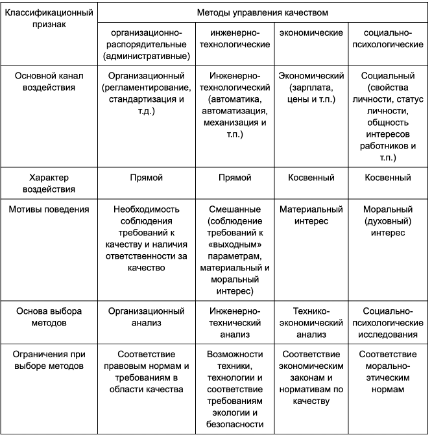 Классификационный признак
Методы управления качеством
организационно-распорядительные (административные)
инженерно-технологические
экономические
социально-психологические
Основной канал воздействия
Организационный (регламентирование, стандартизация и т.д.)
Инженерно-технологический (автоматика, автоматизация, механизация и т.п.)
Экономический (зарплата, цены и т.п.)
Социальный (свойства личности, статус личности, общность интересов работников и т.п.)
Характер воздействия
Прямой
Прямой
Косвенный
Косвенный
Мотивы поведения
Необходимость соблюдения требований к качеству и наличия ответственности за качество
Смешанные (соблюдение требований к «выходным» параметрам, материальный и моральный интерес)
Материальный интерес
Моральный (духовный) интерес
Основа выбора методов
Организационный анализ
Инженерно-технический анализ
Технико-экономический анализ
Социально-психологические исследования
Ограничения при выборе методов
Соответствие правовым нормам и требованиям в области качества
Возможности техники, технологии и соответствие требованиям экологии и безопасности
Соответствие экономическим законам и нормативам по качеству
Соответствие морально-этическим нормам